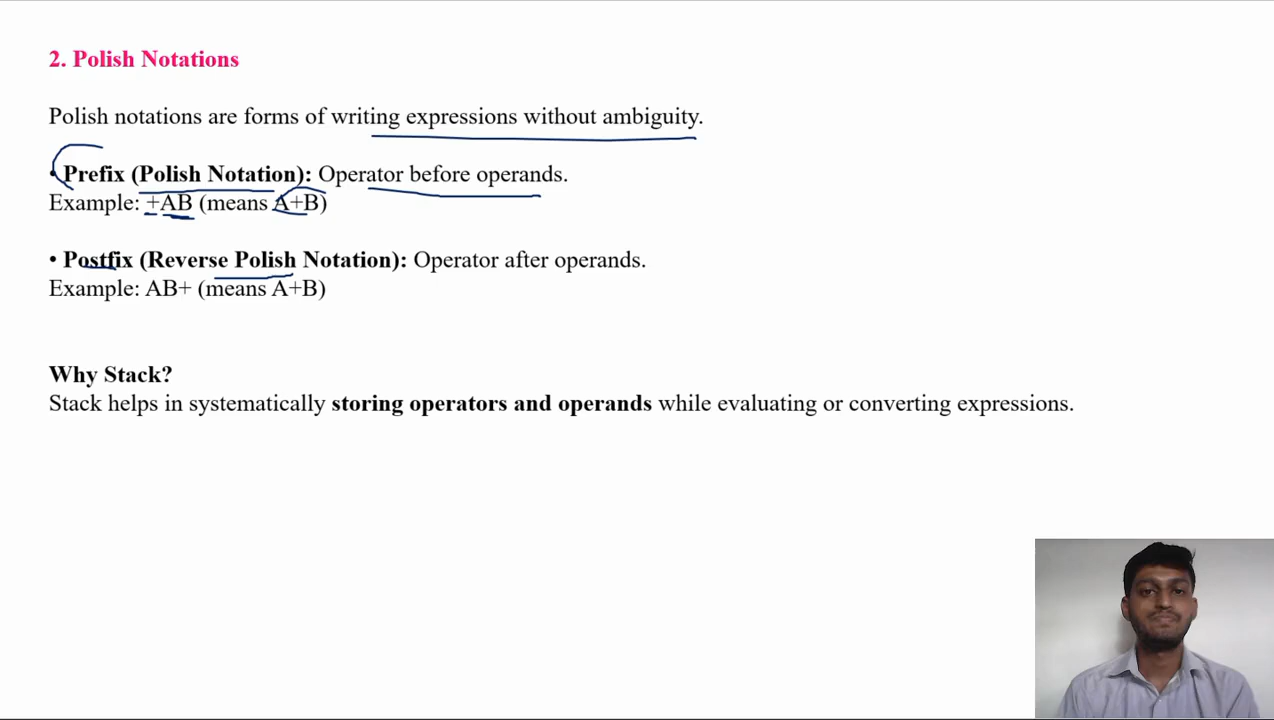 2. Polish Notations
Polish notations are forms of writing expressions without ambiguity.
• Prefix (Polish Notation): Operator before operands.
Example: +AB (means A+B)
• Postfix (Reverse Polish Notation): Operator after operands.
Example: AB+ (means A+B)
Why Stack?
Stack helps in systematically storing operators and operands while evaluating or converting expressions.